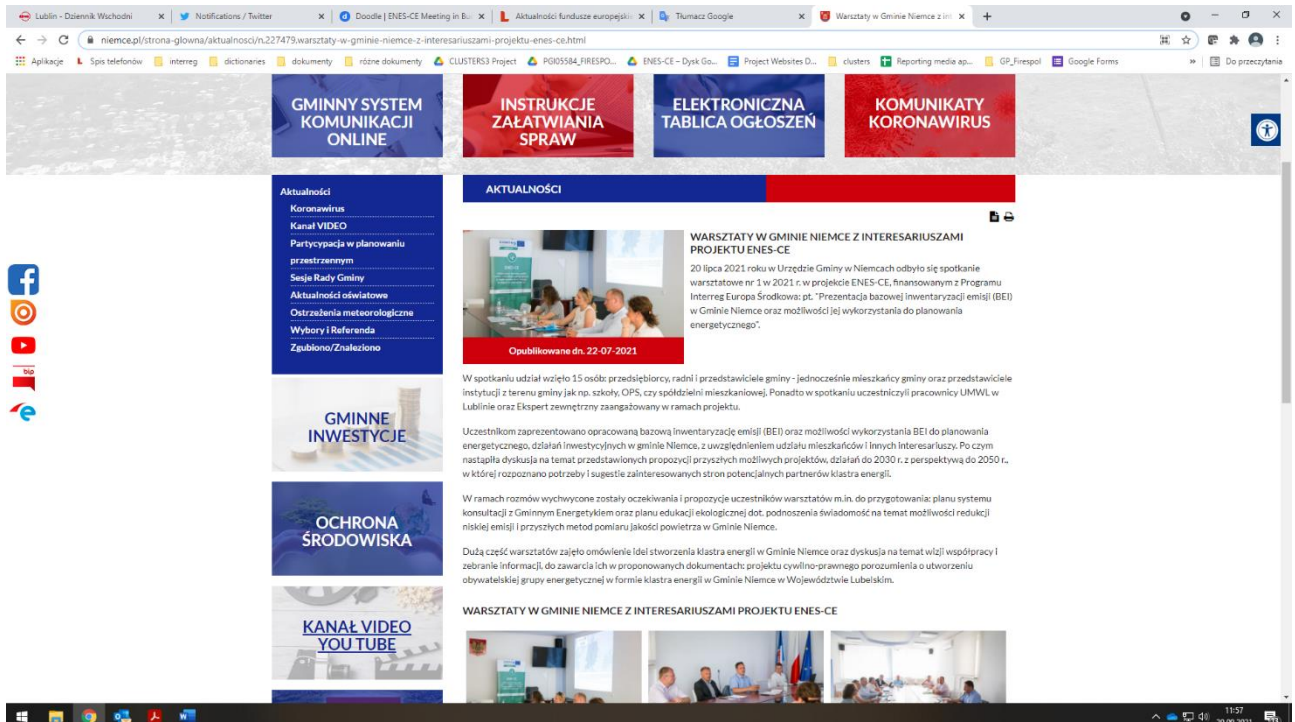 Lublin - Dziennik Wschodni
Notifications / Twitter
Doodle | ENES-CE Meeting in Bu
Aktualności fundusze europejskie
Tłumacz Google
Warsztaty w Gminie Niemce z int
niemce.pl/strona-glowna/aktualnosci/n,227479,warsztaty-w-gminie-niemce-z-interesariuszami-projektu-enes-ce.html
Aplikacje
Spis telefonów
interreg
dictionaries
dokumenty
różne dokumenty
CLUSTERS3 Project
PGI05584_FIRESPO...
ENES-CE – Dysk Go...
Project Websites D...
clusters
Reporting media ap...
GP_Firespol
Google Forms
»
Do przeczytania
GMINNY SYSTEM
KOMUNIKACJI
ONLINE
INSTRUKCJE
ZAŁATWIANIA
SPRAW
ELEKTRONICZNA
TABLICA OGŁOSZEŃ
KOMUNIKATY
KORONAWIRUS
Aktualności
Koronawirus
Kanał VIDEO
Partycypacja w planowaniu
przestrzennym
Sesje Rady Gminy
Aktualności oświatowe
Ostrzeżenia meteorologiczne
Wybory i Referenda
Zgubiono/Znaleziono
bip
GMINNE
INWESTYCJE
OCHRONA
ŚRODOWISKA
KANAŁ VIDEO
YOU TUBE
AKTUALNOŚCI
Opublikowane dn. 22-07-2021
WARSZTATY W GMINIE NIEMCE Z INTERESARIUSZAMI
PROJEKTU ENES-CE
20 lipca 2021 roku w Urzędzie Gminy w Niemcach odbyło się spotkanie
warsztatowe nr 1 w 2021 r. w projekcie ENES-CE, finansowanym z Programu
Interreg Europa Środkowa: pt. "Prezentacja bazowej inwentaryzacji emisji (BEI)
w Gminie Niemce oraz możliwości jej wykorzystania do planowania
energetycznego".
W spotkaniu udział wzięło 15 osób: przedsiębiorcy, radni i przedstawiciele gminy - jednocześnie mieszkańcy gminy oraz przedstawiciele
instytucji z terenu gminy jak np. szkoły, OPS, czy spółdzielni mieszkaniowej. Ponadto w spotkaniu uczestniczyli pracownicy UMWL w
Lublinie oraz Ekspert zewnętrzny zaangażowany w ramach projektu.
Uczestnikom zaprezentowano opracowaną bazową inwentaryzację emisji (BEI) oraz możliwości wykorzystania BEI do planowania
energetycznego, działań inwestycyjnych w gminie Niemce, z uwzględnieniem udziału mieszkańców i innych interesariuszy. Po czym
nastąpiła dyskusja na temat przedstawionych propozycji przyszłych możliwych projektów, działań do 2030 r. z perspektywą do 2050 r.,
w której rozpoznano potrzeby i sugestie zainteresowanych stron potencjalnych partnerów klastra energii.
W ramach rozmów wychwycone zostały oczekiwania i propozycje uczestników warsztatów m.in. do przygotowania: planu systemu
konsultacji z Gminnym Energetykiem oraz planu edukacji ekologicznej dot. podnoszenia świadomość na temat możliwości redukcji
niskiej emisji i przyszłych metod pomiaru jakości powietrza w Gminie Niemce.
Dużą część warsztatów zajęło omówienie idei stworzenia klastra energii w Gminie Niemce oraz dyskusja na temat wizji współpracy i
zebranie informacji, do zawarcia ich w proponowanych dokumentach: projektu cywilno-prawnego porozumienia o utworzeniu
obywatelskiej grupy energetycznej w formie klastra energii w Gminie Niemce w Województwie Lubelskim.
WARSZTATY W GMINIE NIEMCE Z INTERESARIUSZAMI PROJEKTU ENES-CE
11:57